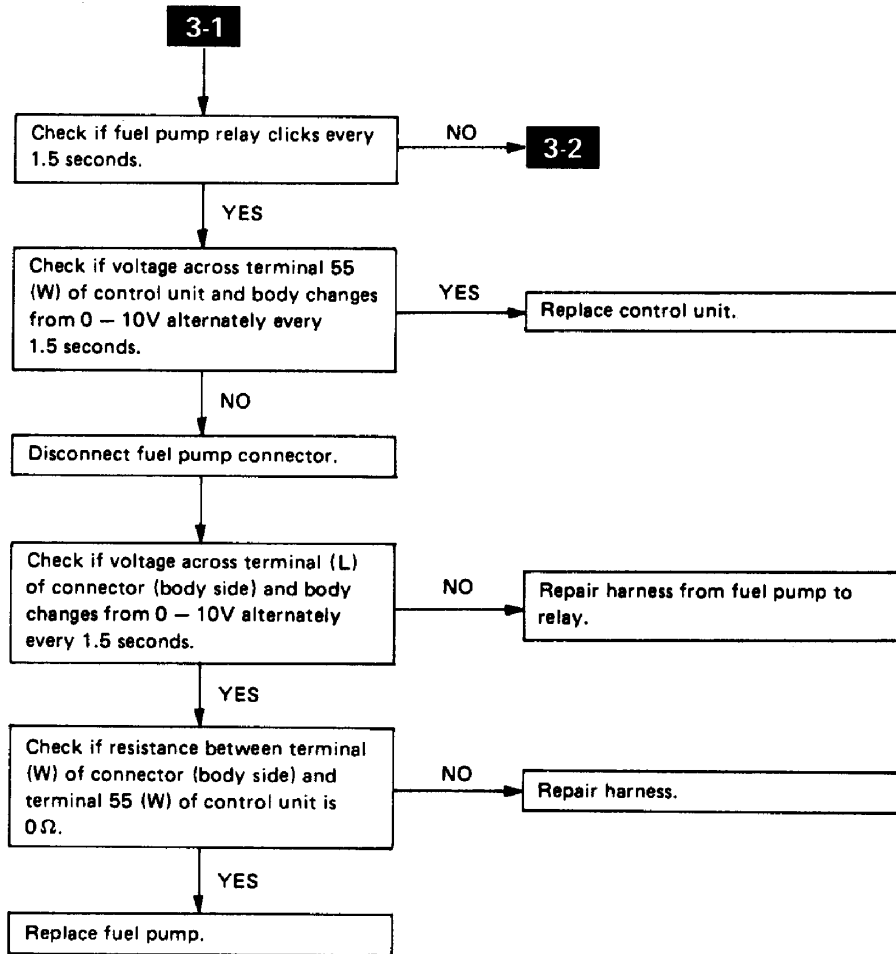 3-1
Check if fuel pump relay clicks every
1.5 seconds.
NO
3-2
YES
Check if voltage across terminal 55
(W) of control unit and body changes
from 0 — 10V alternately every
1.5 seconds.
YES
Replace control unit.
NO
Disconnect fuel pump connector.
Check if voltage across terminal (L)
of connector (body side) and body
changes from 0 — 10V alternately
every 1.5 seconds.
NO
Repair harness from fuel pump to
relay.
YES
Check if resistance between terminal
(W) of connector (body side) and
terminal 55 (W) of control unit is
0Ω.
NO
Repair harness.
YES
Replace fuel pump.